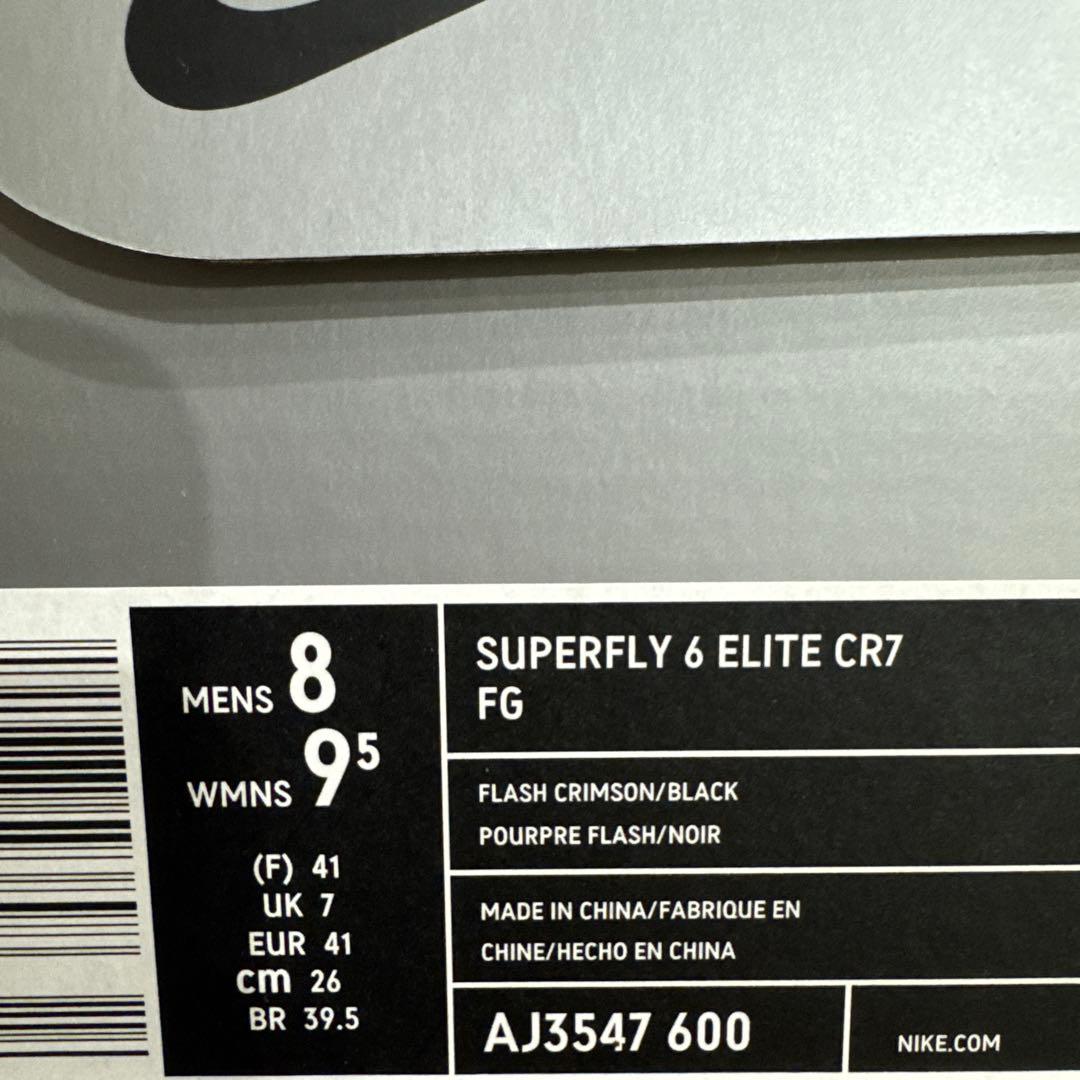 MENS 8
WMNS 9⁵
(F) 41
UK 7
EUR 41
cm 26
BR 39.5
SUPERFLY 6 ELITE CR7
FG
FLASH CRIMSON/BLACK
POURPRE FLASH/NOIR
MADE IN CHINA/FABRIQUE EN
CHINE/HECHO EN CHINA
AJ3547 600
NIKE.COM